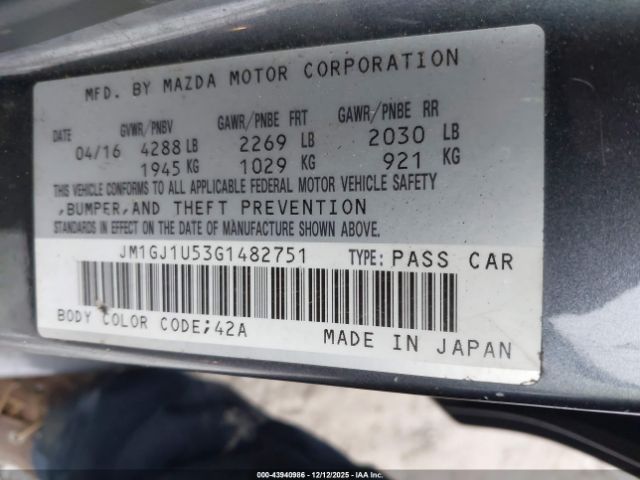 MFD. BY MAZDA MOTOR CORPORATION
DATE GVWR/PNBV GAWR/PNBE FRT GAWR/PNBE RR
04/16 4288 LB 2269 LB 2030 LB
1945 KG 1029 KG 921 KG
THIS VEHICLE CONFORMS TO ALL APPLICABLE FEDERAL MOTOR VEHICLE SAFETY
,BUMPER,AND THEFT PREVENTION
STANDARDS IN EFFECT ON THE DATE OF MANUFACTURE SHOWN ABOVE.
JM1GJ1U53G1482751 TYPE: PASS CAR
BODY COLOR CODE;42A MADE IN JAPAN
000-43940986 - 12/12/2025 - Copyright IAA, Inc.